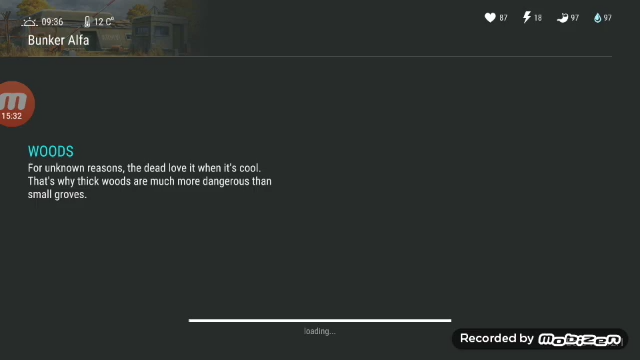 09:36 12 C° 87 18 97 97
Bunker Alfa
15:32
WOODS
For unknown reasons, the dead love it when it's cool.
That's why thick woods are much more dangerous than
small groves.
loading...
Recorded by mobizen